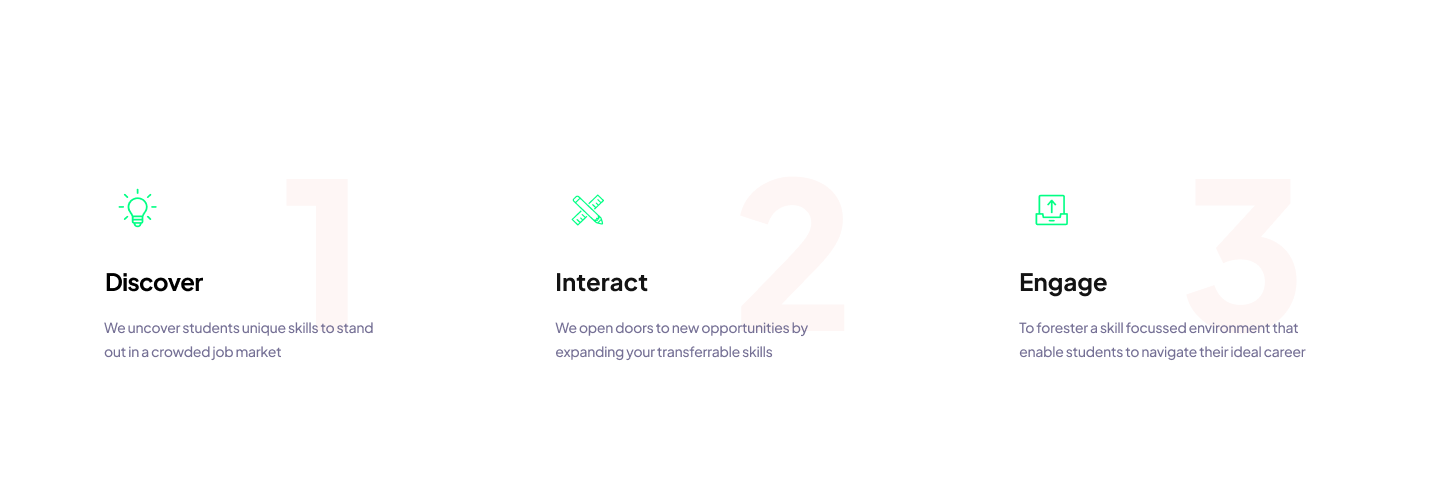 1
Discover
We uncover students unique skills to stand
out in a crowded job market
2
Interact
We open doors to new opportunities by
expanding your transferrable skills
3
Engage
To forester a skill focussed environment that
enable students to navigate their ideal career